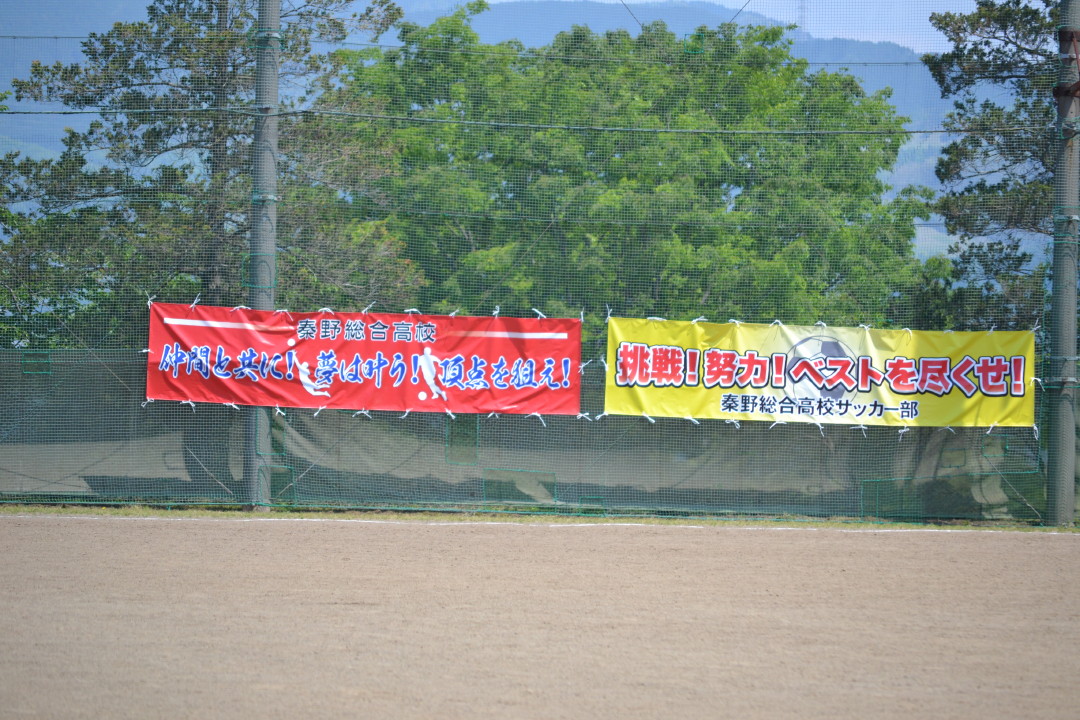 秦野総合高校
仲間と共に！夢は叶う！頂点を狙え！
挑戦！努力！ベストを尽くせ！
秦野総合高校サッカー部